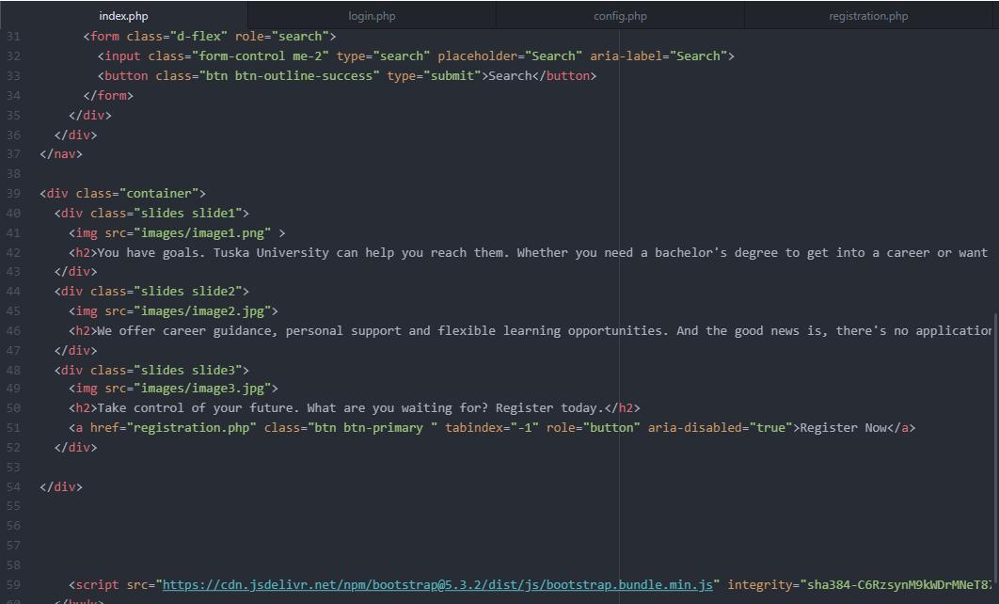 index.php login.php config.php registration.php
31 <form class="d-flex" role="search">
32 <input class="form-control me-2" type="search" placeholder="Search" aria-label="Search">
33 <button class="btn btn-outline-success" type="submit">Search</button>
34 </form>
35 </div>
36 </div>
37 </nav>
38
39 <div class="container">
40 <div class="slides slide1">
41 <img src="images/image1.png" >
42 <h2>You have goals. Tuska University can help you reach them. Whether you need a bachelor's degree to get into a career or want
43 </div>
44 <div class="slides slide2">
45 <img src="images/image2.jpg">
46 <h2>We offer career guidance, personal support and flexible learning opportunities. And the good news is, there's no application
47 </div>
48 <div class="slides slide3">
49 <img src="images/image3.jpg">
50 <h2>Take control of your future. What are you waiting for? Register today.</h2>
51 <a href="registration.php" class="btn btn-primary " tabindex="-1" role="button" aria-disabled="true">Register Now</a>
52 </div>
53
54 </div>
55
56
57
58
59 <script src="https://cdn.jsdelivr.net/npm/bootstrap@5.3.2/dist/js/bootstrap.bundle.min.js" integrity="sha384-C6RzsynM9kWDrMNeT87
60 </body>